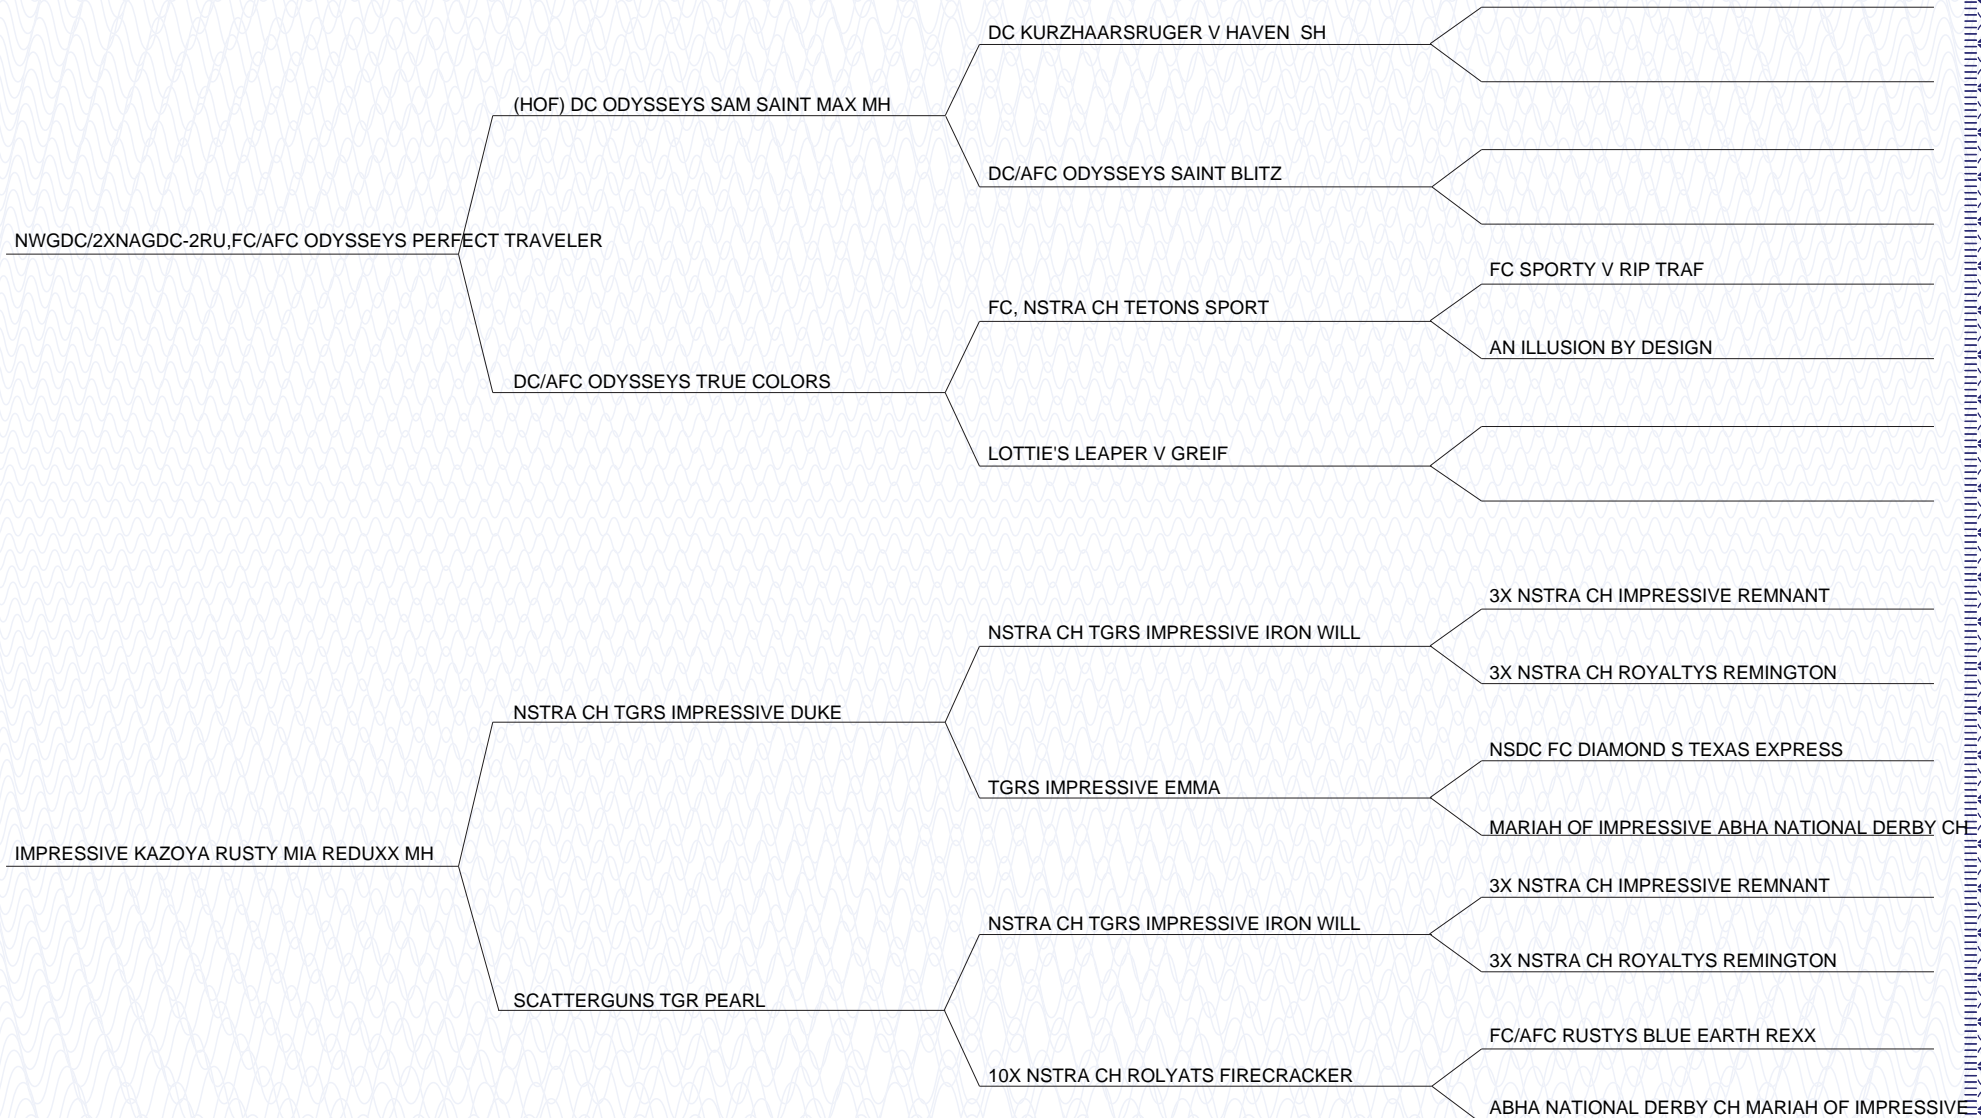 DC KURZHAARSRUGER V HAVEN  SH
(HOF) DC ODYSSEYS SAM SAINT MAX MH
DC/AFC ODYSSEYS SAINT BLITZ
NWGDC/2XNAGDC-2RU,FC/AFC ODYSSEYS PERFECT TRAVELER
FC SPORTY V RIP TRAF
FC, NSTRA CH TETONS SPORT
AN ILLUSION BY DESIGN
DC/AFC ODYSSEYS TRUE COLORS
LOTTIE'S LEAPER V GREIF
3X NSTRA CH IMPRESSIVE REMNANT
NSTRA CH TGRS IMPRESSIVE IRON WILL
3X NSTRA CH ROYALTYS REMINGTON
NSTRA CH TGRS IMPRESSIVE DUKE
NSDC FC DIAMOND S TEXAS EXPRESS
TGRS IMPRESSIVE EMMA
MARIAH OF IMPRESSIVE ABHA NATIONAL DERBY CH
IMPRESSIVE KAZOYA RUSTY MIA REDUXX MH
3X NSTRA CH IMPRESSIVE REMNANT
NSTRA CH TGRS IMPRESSIVE IRON WILL
3X NSTRA CH ROYALTYS REMINGTON
SCATTERGUNS TGR PEARL
FC/AFC RUSTYS BLUE EARTH REXX
10X NSTRA CH ROLYATS FIRECRACKER
ABHA NATIONAL DERBY CH MARIAH OF IMPRESSIVE